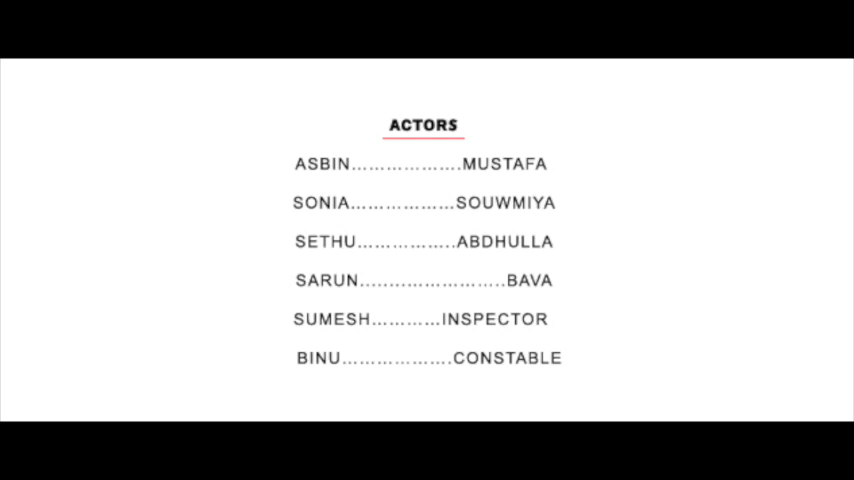 ACTORS
ASBIN……………….MUSTAFA
SONIA………………SOUWMIYA
SETHU……………..ABDHULLA
SARUN…..………………..BAVA
SUMESH…………INSPECTOR
BINU……………….CONSTABLE